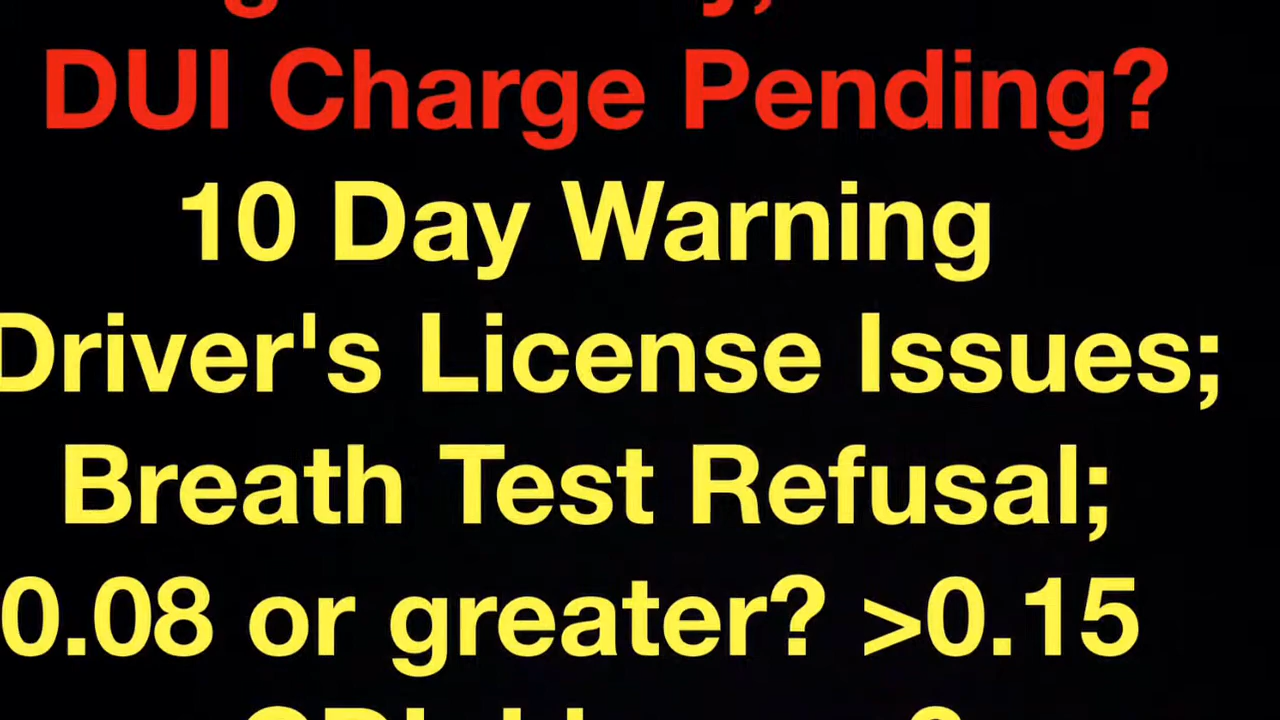 DUI Charge Pending?
10 Day Warning
Driver's License Issues;
Breath Test Refusal;
0.08 or greater? >0.15